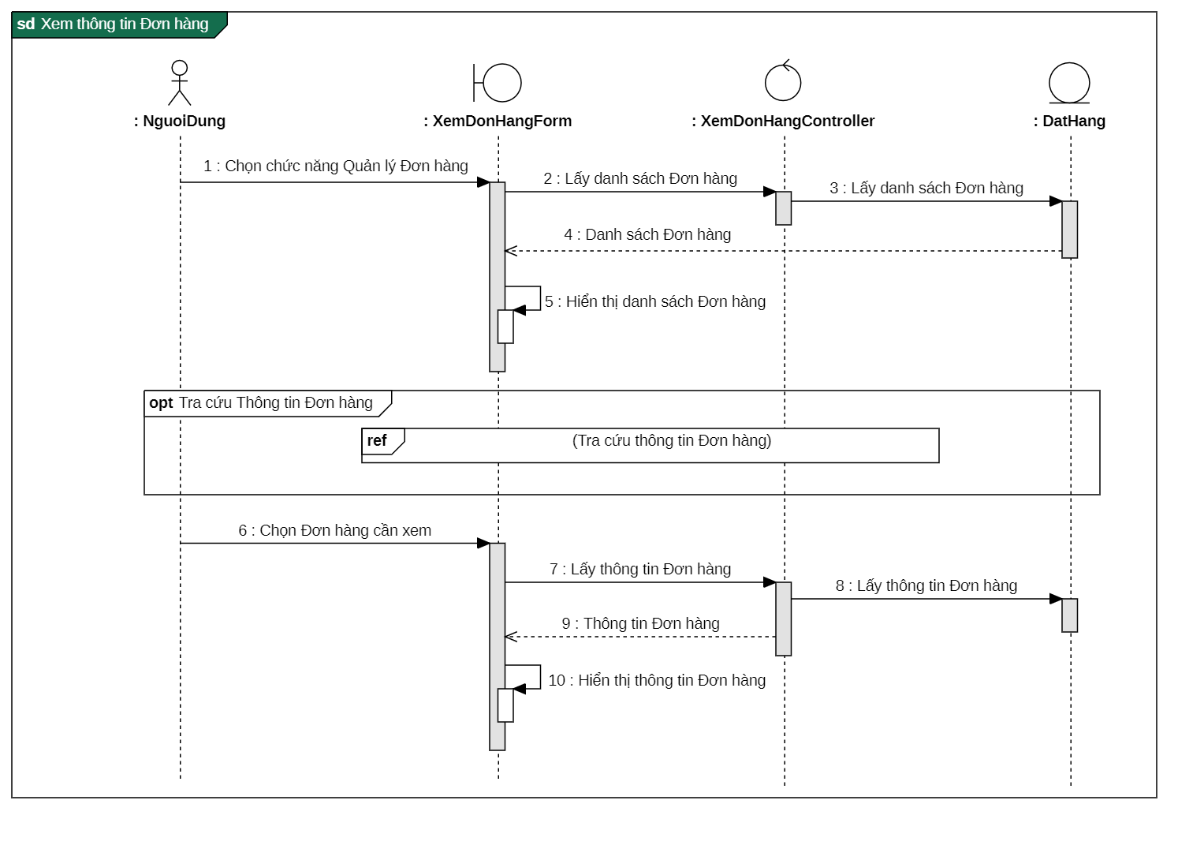 sd Xem thông tin Đơn hàng
: NguoiDung
: XemDonHangForm
: XemDonHangController
: DatHang
1 : Chọn chức năng Quản lý Đơn hàng
2 : Lấy danh sách Đơn hàng
3 : Lấy danh sách Đơn hàng
4 : Danh sách Đơn hàng
5 : Hiển thị danh sách Đơn hàng
opt Tra cứu Thông tin Đơn hàng
ref (Tra cứu thông tin Đơn hàng)
6 : Chọn Đơn hàng cần xem
7 : Lấy thông tin Đơn hàng
8 : Lấy thông tin Đơn hàng
9 : Thông tin Đơn hàng
10 : Hiển thị thông tin Đơn hàng